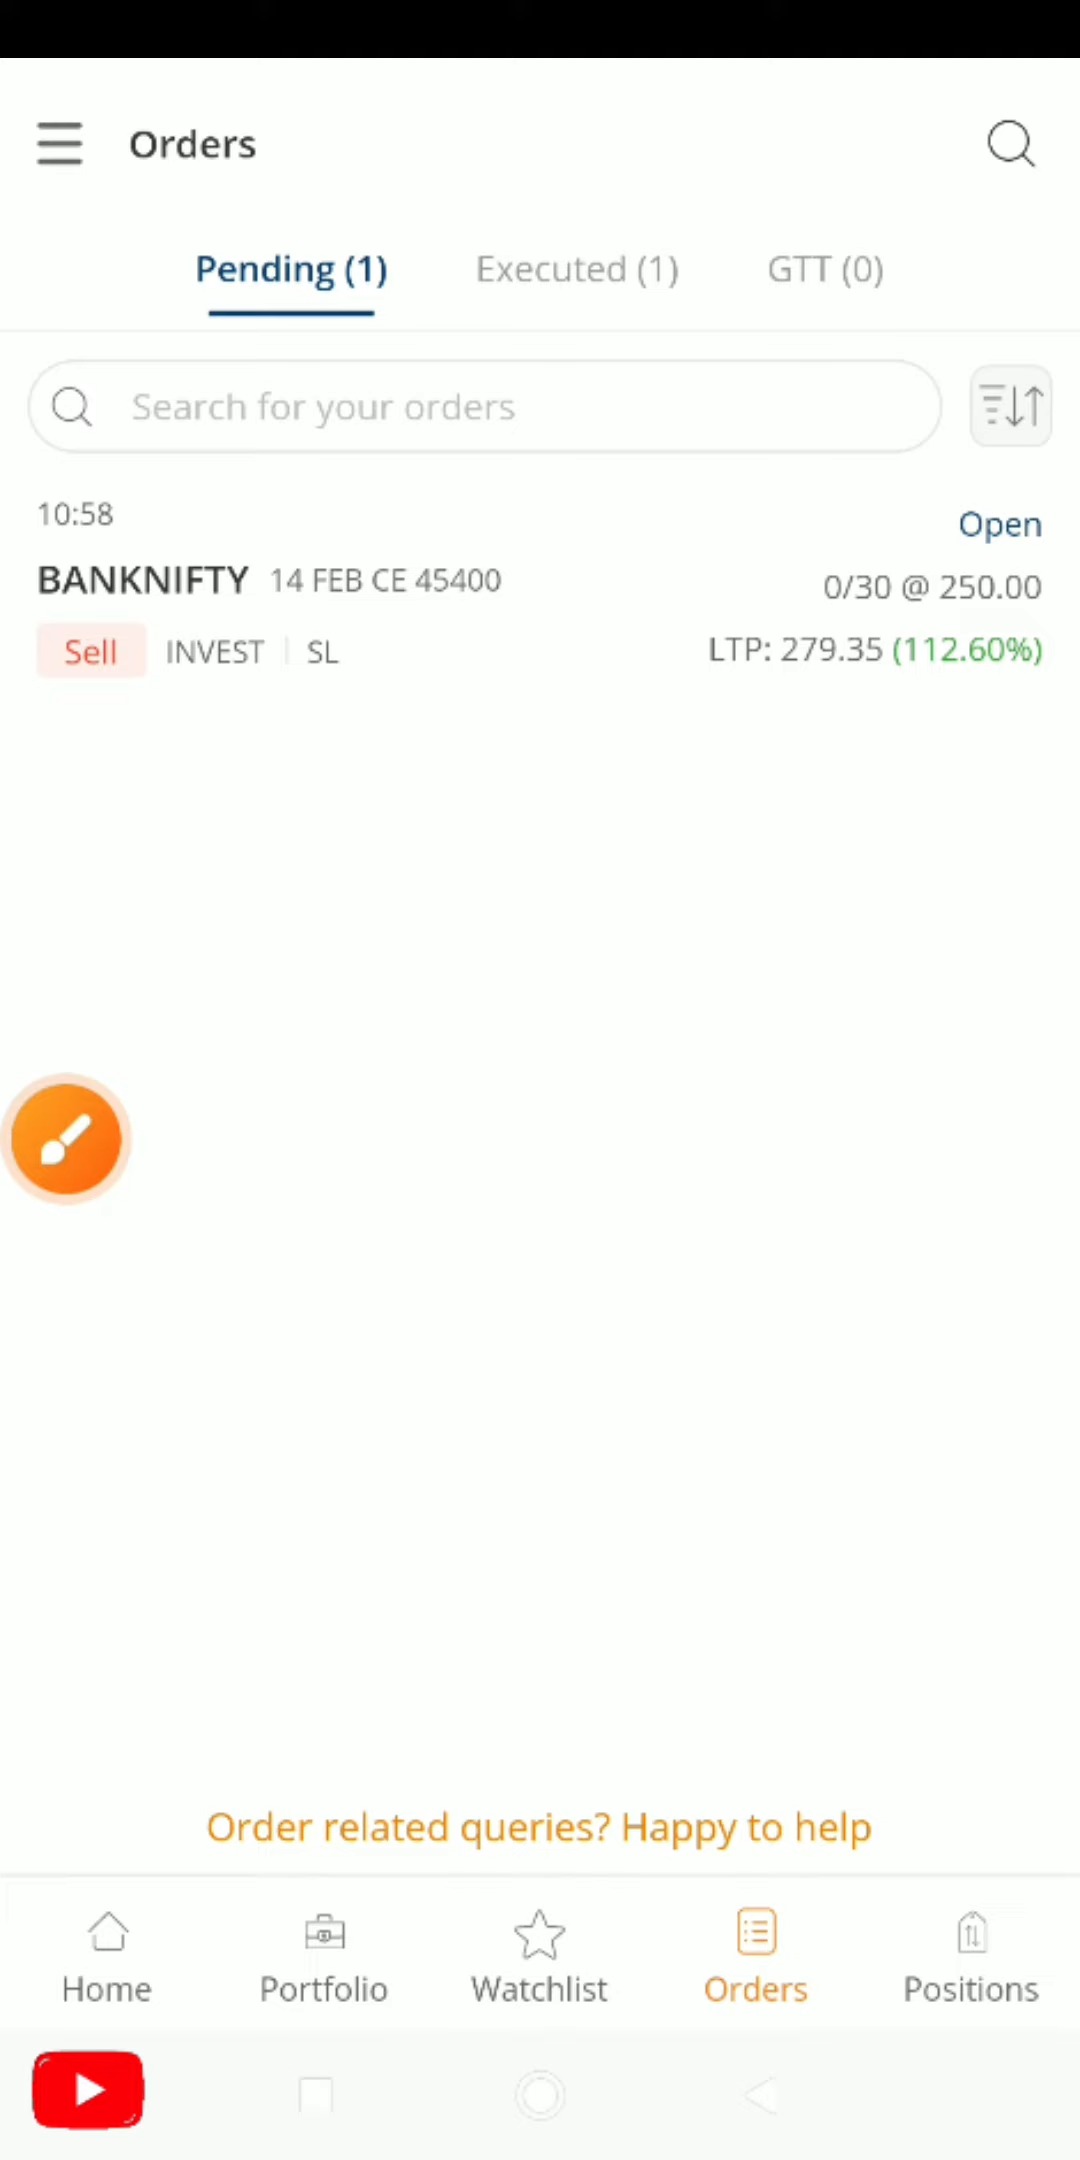 Orders
Pending (1) Executed (1) GTT (0)
Search for your orders
10:58
Open
BANKNIFTY 14 FEB CE 45400
0/30 @ 250.00
Sell INVEST SL
LTP: 279.35 (112.60%)
Order related queries? Happy to help
Home Portfolio Watchlist Orders Positions